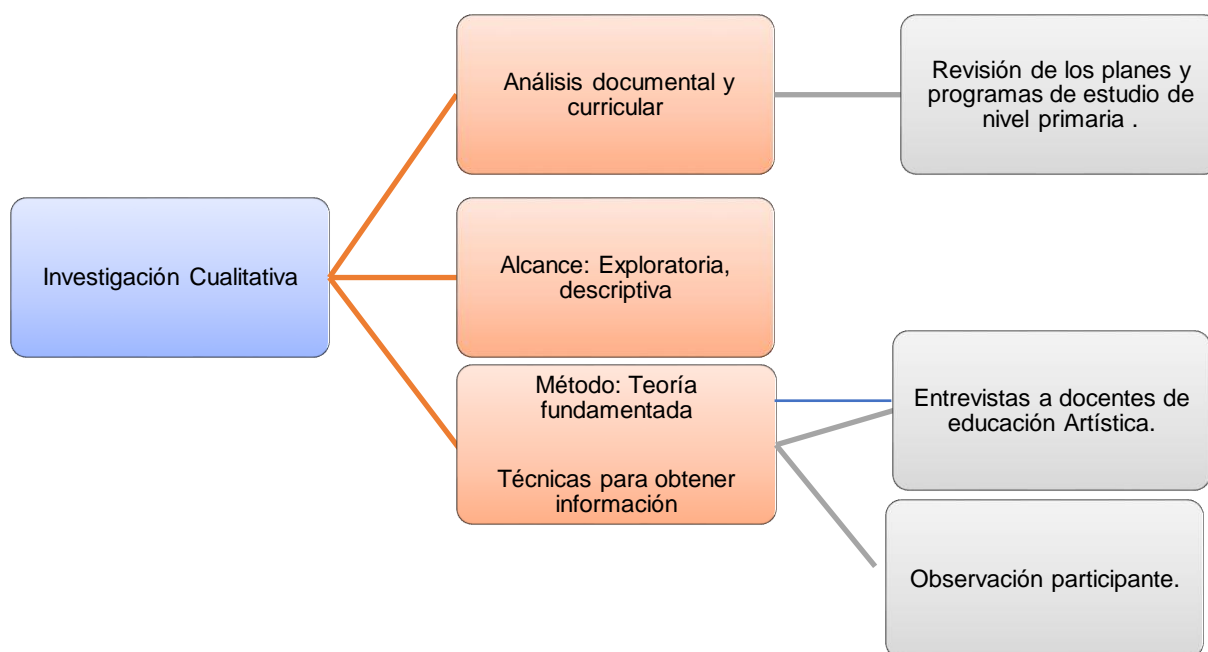 Análisis documental y
curricular
Revisión de los planes y
programas de estudio de
nivel primaria .
Investigación Cualitativa
Alcance: Exploratoria,
descriptiva
Método: Teoría
fundamentada
Técnicas para obtener
información
Entrevistas a docentes de
educación Artística.
Observación participante.